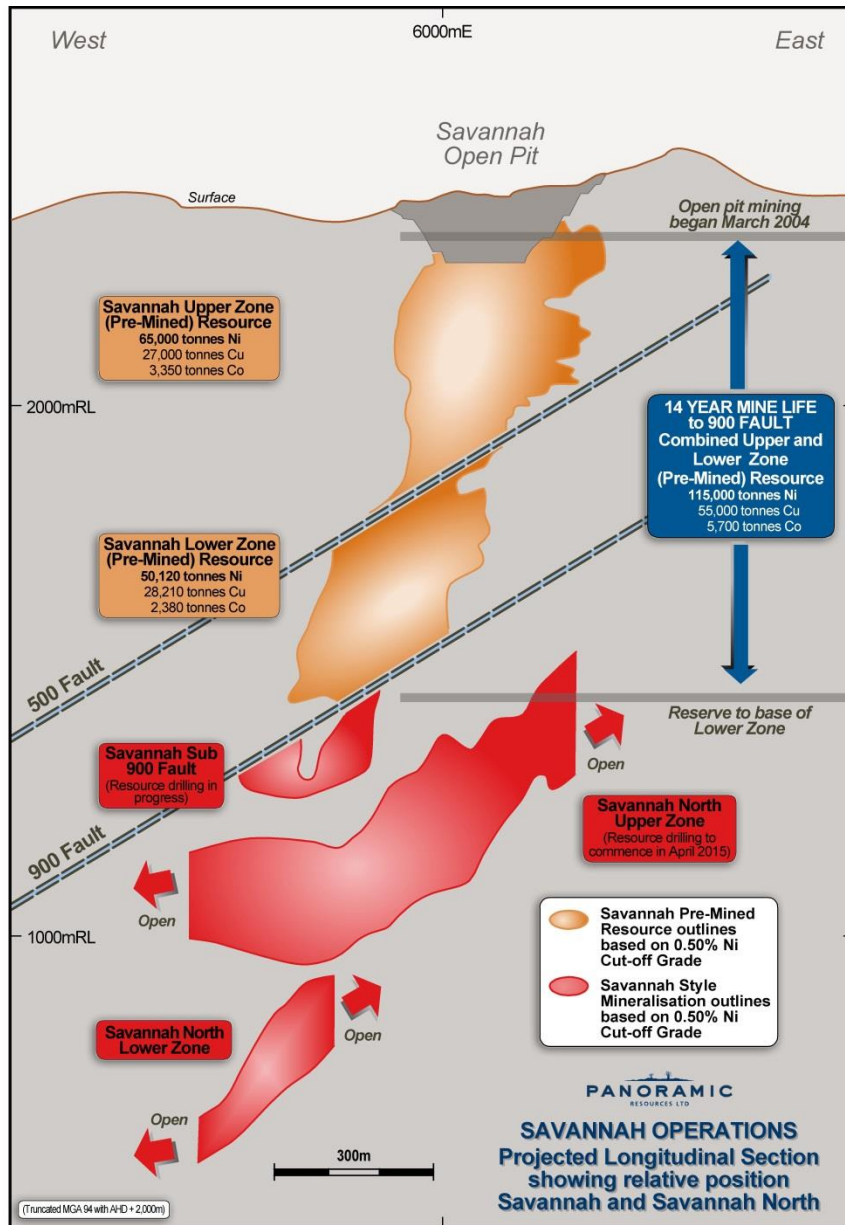 West
6000mE
East
Savannah
Open Pit
Surface
Open pit mining
began March 2004
Savannah Upper Zone
(Pre-Mined) Resource
65,000 tonnes Ni
27,000 tonnes Cu
3,350 tonnes Co
2000mRL
14 YEAR MINE LIFE
to 900 FAULT
Combined Upper and
Lower Zone
(Pre-Mined) Resource
115,000 tonnes Ni
55,000 tonnes Cu
5,700 tonnes Co
Savannah Lower Zone
(Pre-Mined) Resource
50,120 tonnes Ni
28,210 tonnes Cu
2,380 tonnes Co
500 Fault
Reserve to base of
Lower Zone
Savannah Sub
900 Fault
(Resource drilling in
progress)
Open
Savannah North
Upper Zone
(Resource drilling to
commence in April 2015)
900 Fault
Open
1000mRL
Savannah Pre-Mined
Resource outlines
based on 0.50% Ni
Cut-off Grade
Savannah Style
Mineralisation outlines
based on 0.50% Ni
Cut-off Grade
Savannah North
Lower Zone
Open
Open
300m
PANORAMIC
RESOURCES LTD
SAVANNAH OPERATIONS
Projected Longitudinal Section
showing relative position
Savannah and Savannah North
(Truncated MGA 94 with AHD + 2,000m)